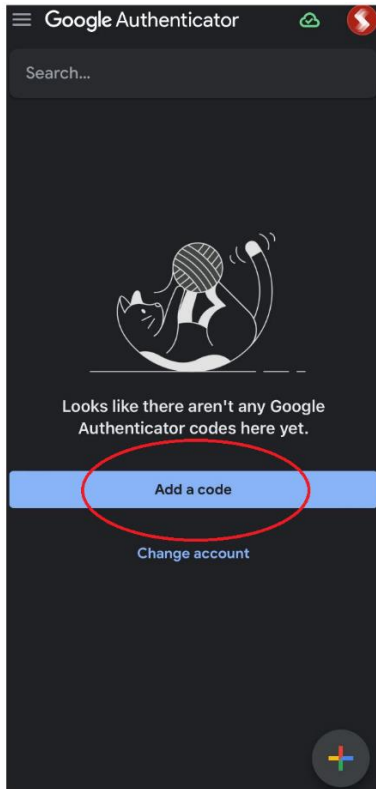 Google Authenticator
Search...
Looks like there aren't any Google
Authenticator codes here yet.
Add a code
Change account